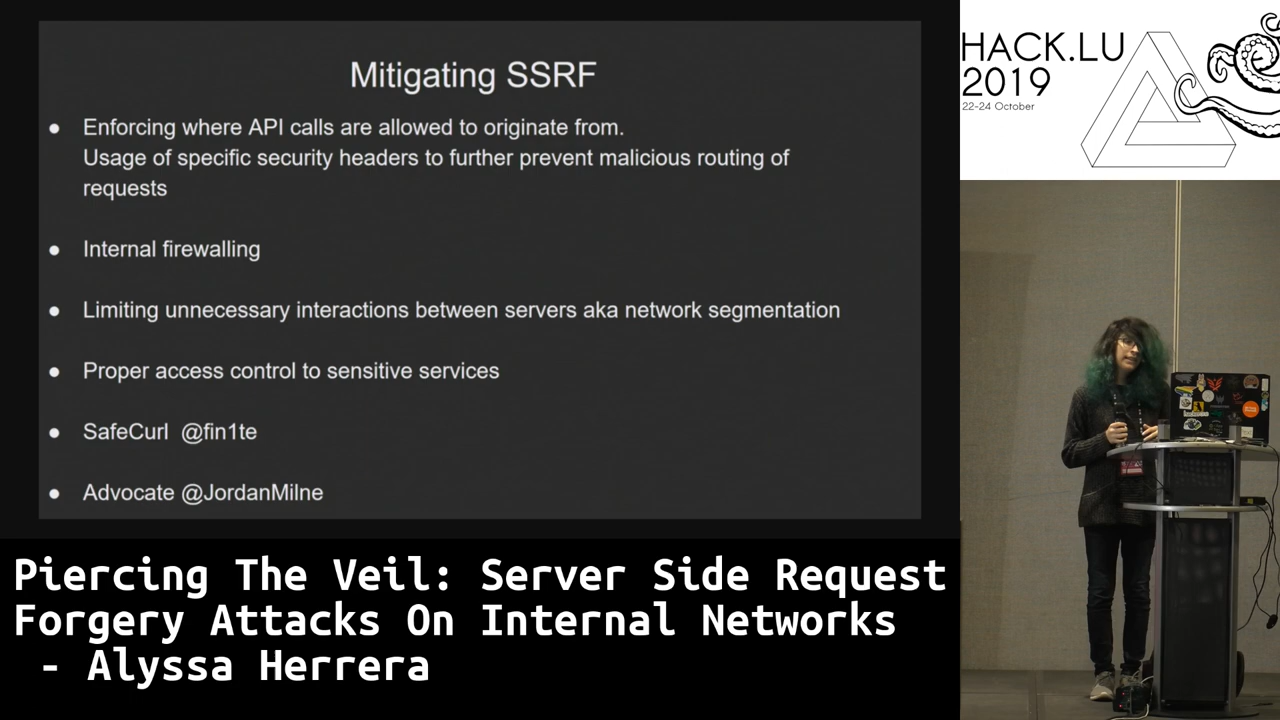 Mitigating SSRF
● Enforcing where API calls are allowed to originate from.
Usage of specific security headers to further prevent malicious routing of
requests
● Internal firewalling
● Limiting unnecessary interactions between servers aka network segmentation
● Proper access control to sensitive services
● SafeCurl @fin1te
● Advocate @JordanMilne
HACK.LU
2019
22-24 October
Piercing The Veil: Server Side Request
Forgery Attacks On Internal Networks
- Alyssa Herrera